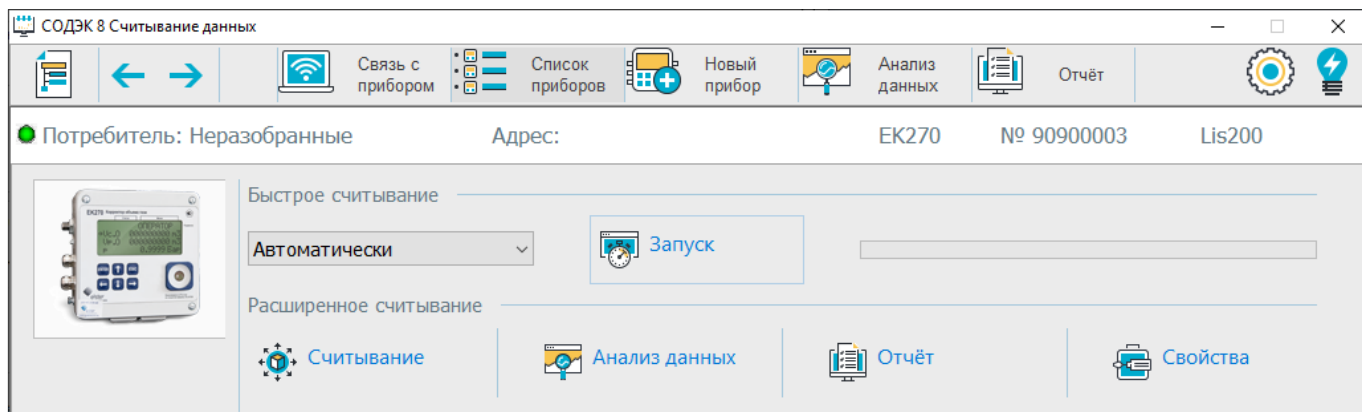 СОДЭК 8 Считывание данных
Связь с прибором
Список приборов
Новый прибор
Анализ данных
Отчёт
Потребитель: Неразобранные Адрес: EK270 № 90900003 Lis200
Быстрое считывание
Автоматически
Запуск
Расширенное считывание
Считывание
Анализ данных
Отчёт
Свойства